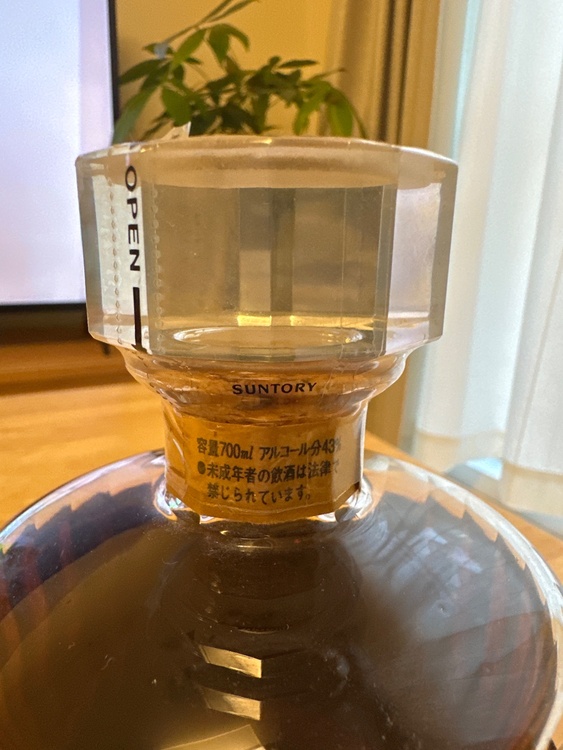 OPEN
SUNTORY
容量700ml アルコール分43%
●未成年者の飲酒は法律で
禁じられています。